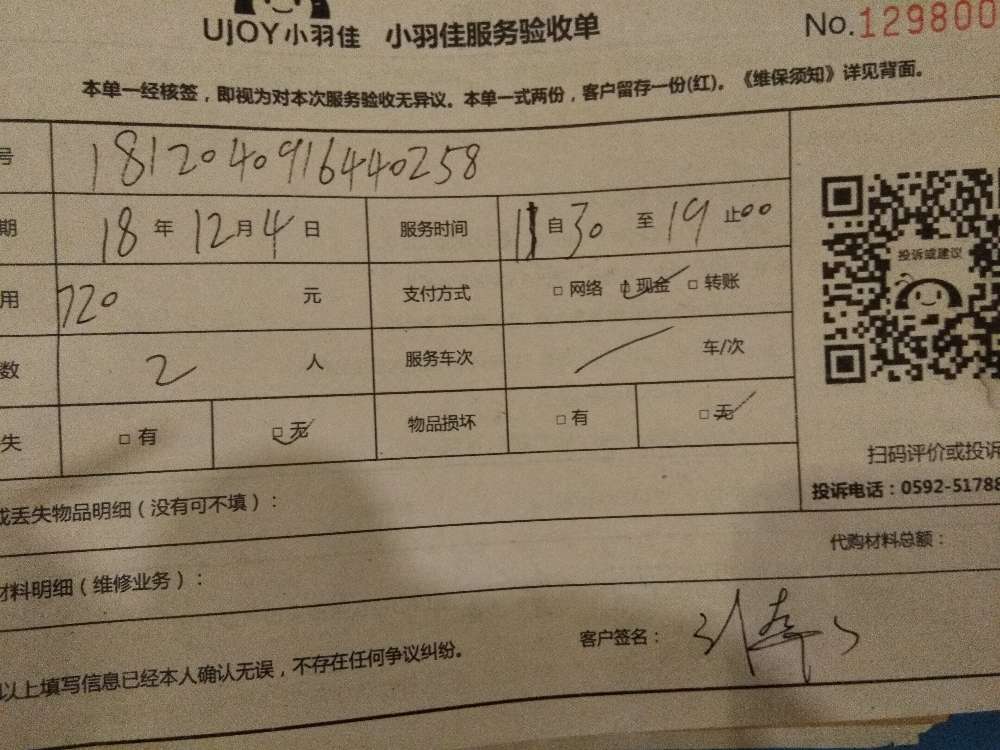 UJOY小羽佳 小羽佳服务验收单 No.129800
本单一经核签，即视为对本次服务验收无异议。本单一式两份，客户留存一份(红)。《维保须知》详见背面。
号 181204091644025​8
期 18 年 12 月 4 日 服务时间 11 自 30 至 19 止 00
投诉或建议
用 720 元 支付方式 □ 网络 □ 现金 □ 转账
数 2 人 服务车次 / 车/次
失 □ 有 □ 无 物品损坏 □ 有 □ 无
扫码评价或投诉
投诉电话：0592-51788
或丢失物品明细（没有可不填）：
代购材料总额：
材料明细（维修业务）：
客户签名：
以上填写信息已经本人确认无误，不存在任何争议纠纷。